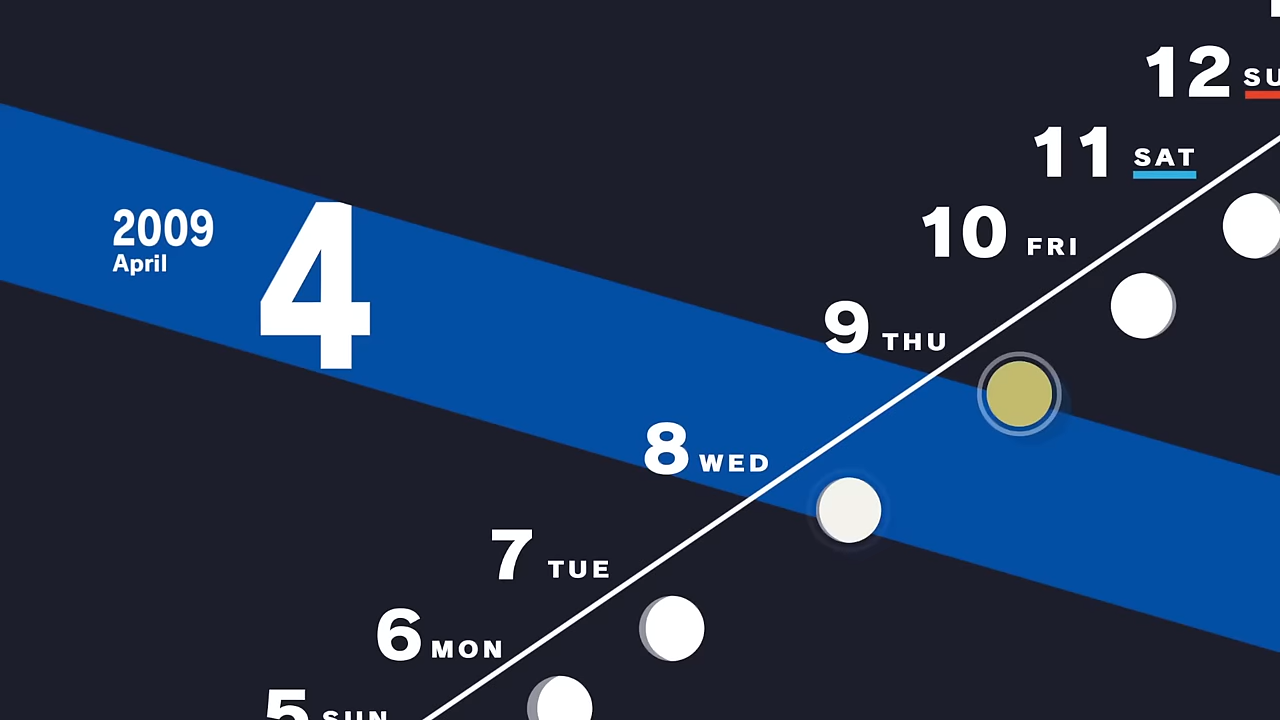 12 SU
11 SAT
10 FRI
2009
April
4
9 THU
8 WED
7 TUE
6 MON
5 SUN